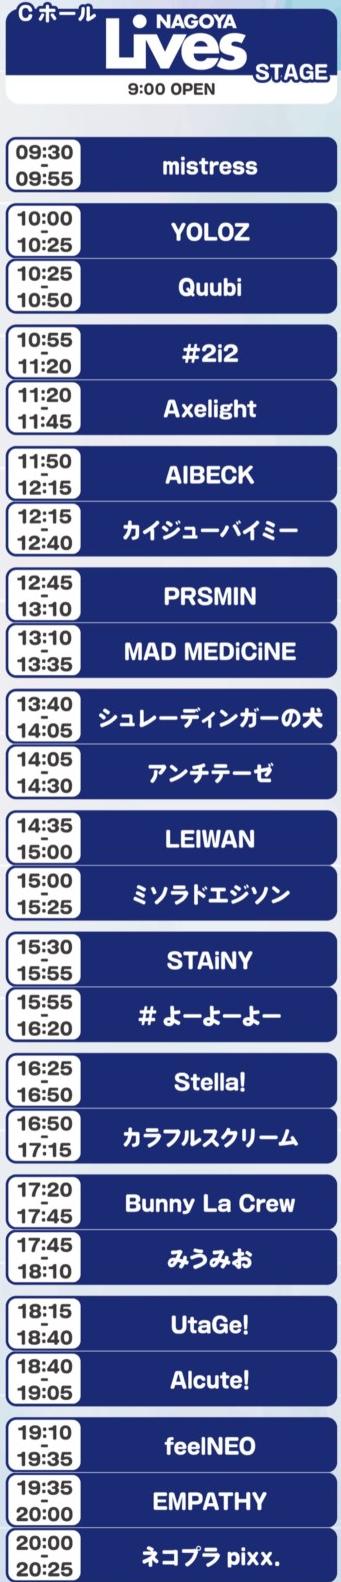 Cホール
NAGOYA
Lives
STAGE
9:00 OPEN
09:30
-
09:55
mistress
10:00
-
10:25
YOLOZ
10:25
-
10:50
Quubi
10:55
-
11:20
#2i2
11:20
-
11:45
Axelight
11:50
-
12:15
AIBECK
12:15
-
12:40
カイジューバイミー
12:45
-
13:10
PRSMIN
13:10
-
13:35
MAD MEDiCiNE
13:40
-
14:05
シュレーディンガーの犬
14:05
-
14:30
アンチテーゼ
14:35
-
15:00
LEIWAN
15:00
-
15:25
ミソラドエジソン
15:30
-
15:55
STAiNY
15:55
-
16:20
# よーよーよー
16:25
-
16:50
Stella!
16:50
-
17:15
カラフルスクリーム
17:20
-
17:45
Bunny La Crew
17:45
-
18:10
みうみお
18:15
-
18:40
UtaGe!
18:40
-
19:05
Alcute!
19:10
-
19:35
feelNEO
19:35
-
20:00
EMPATHY
20:00
-
20:25
ネコプラ pixx.